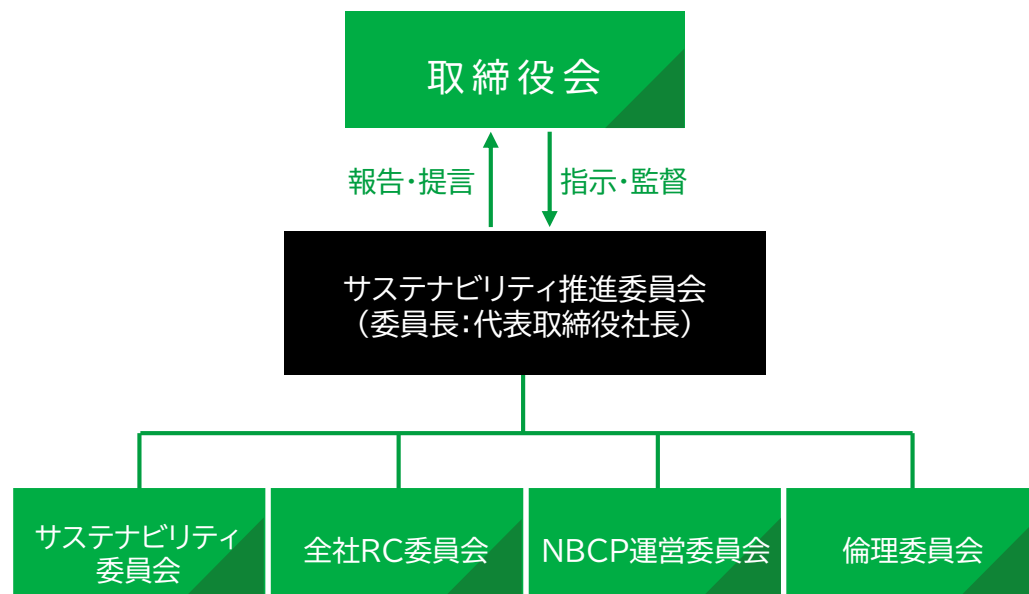 取締役会
報告・提言
指示・監督
サステナビリティ推進委員会
（委員長：代表取締役社長）
サステナビリティ
委員会
全社RC委員会
NBCP運営委員会
倫理委員会